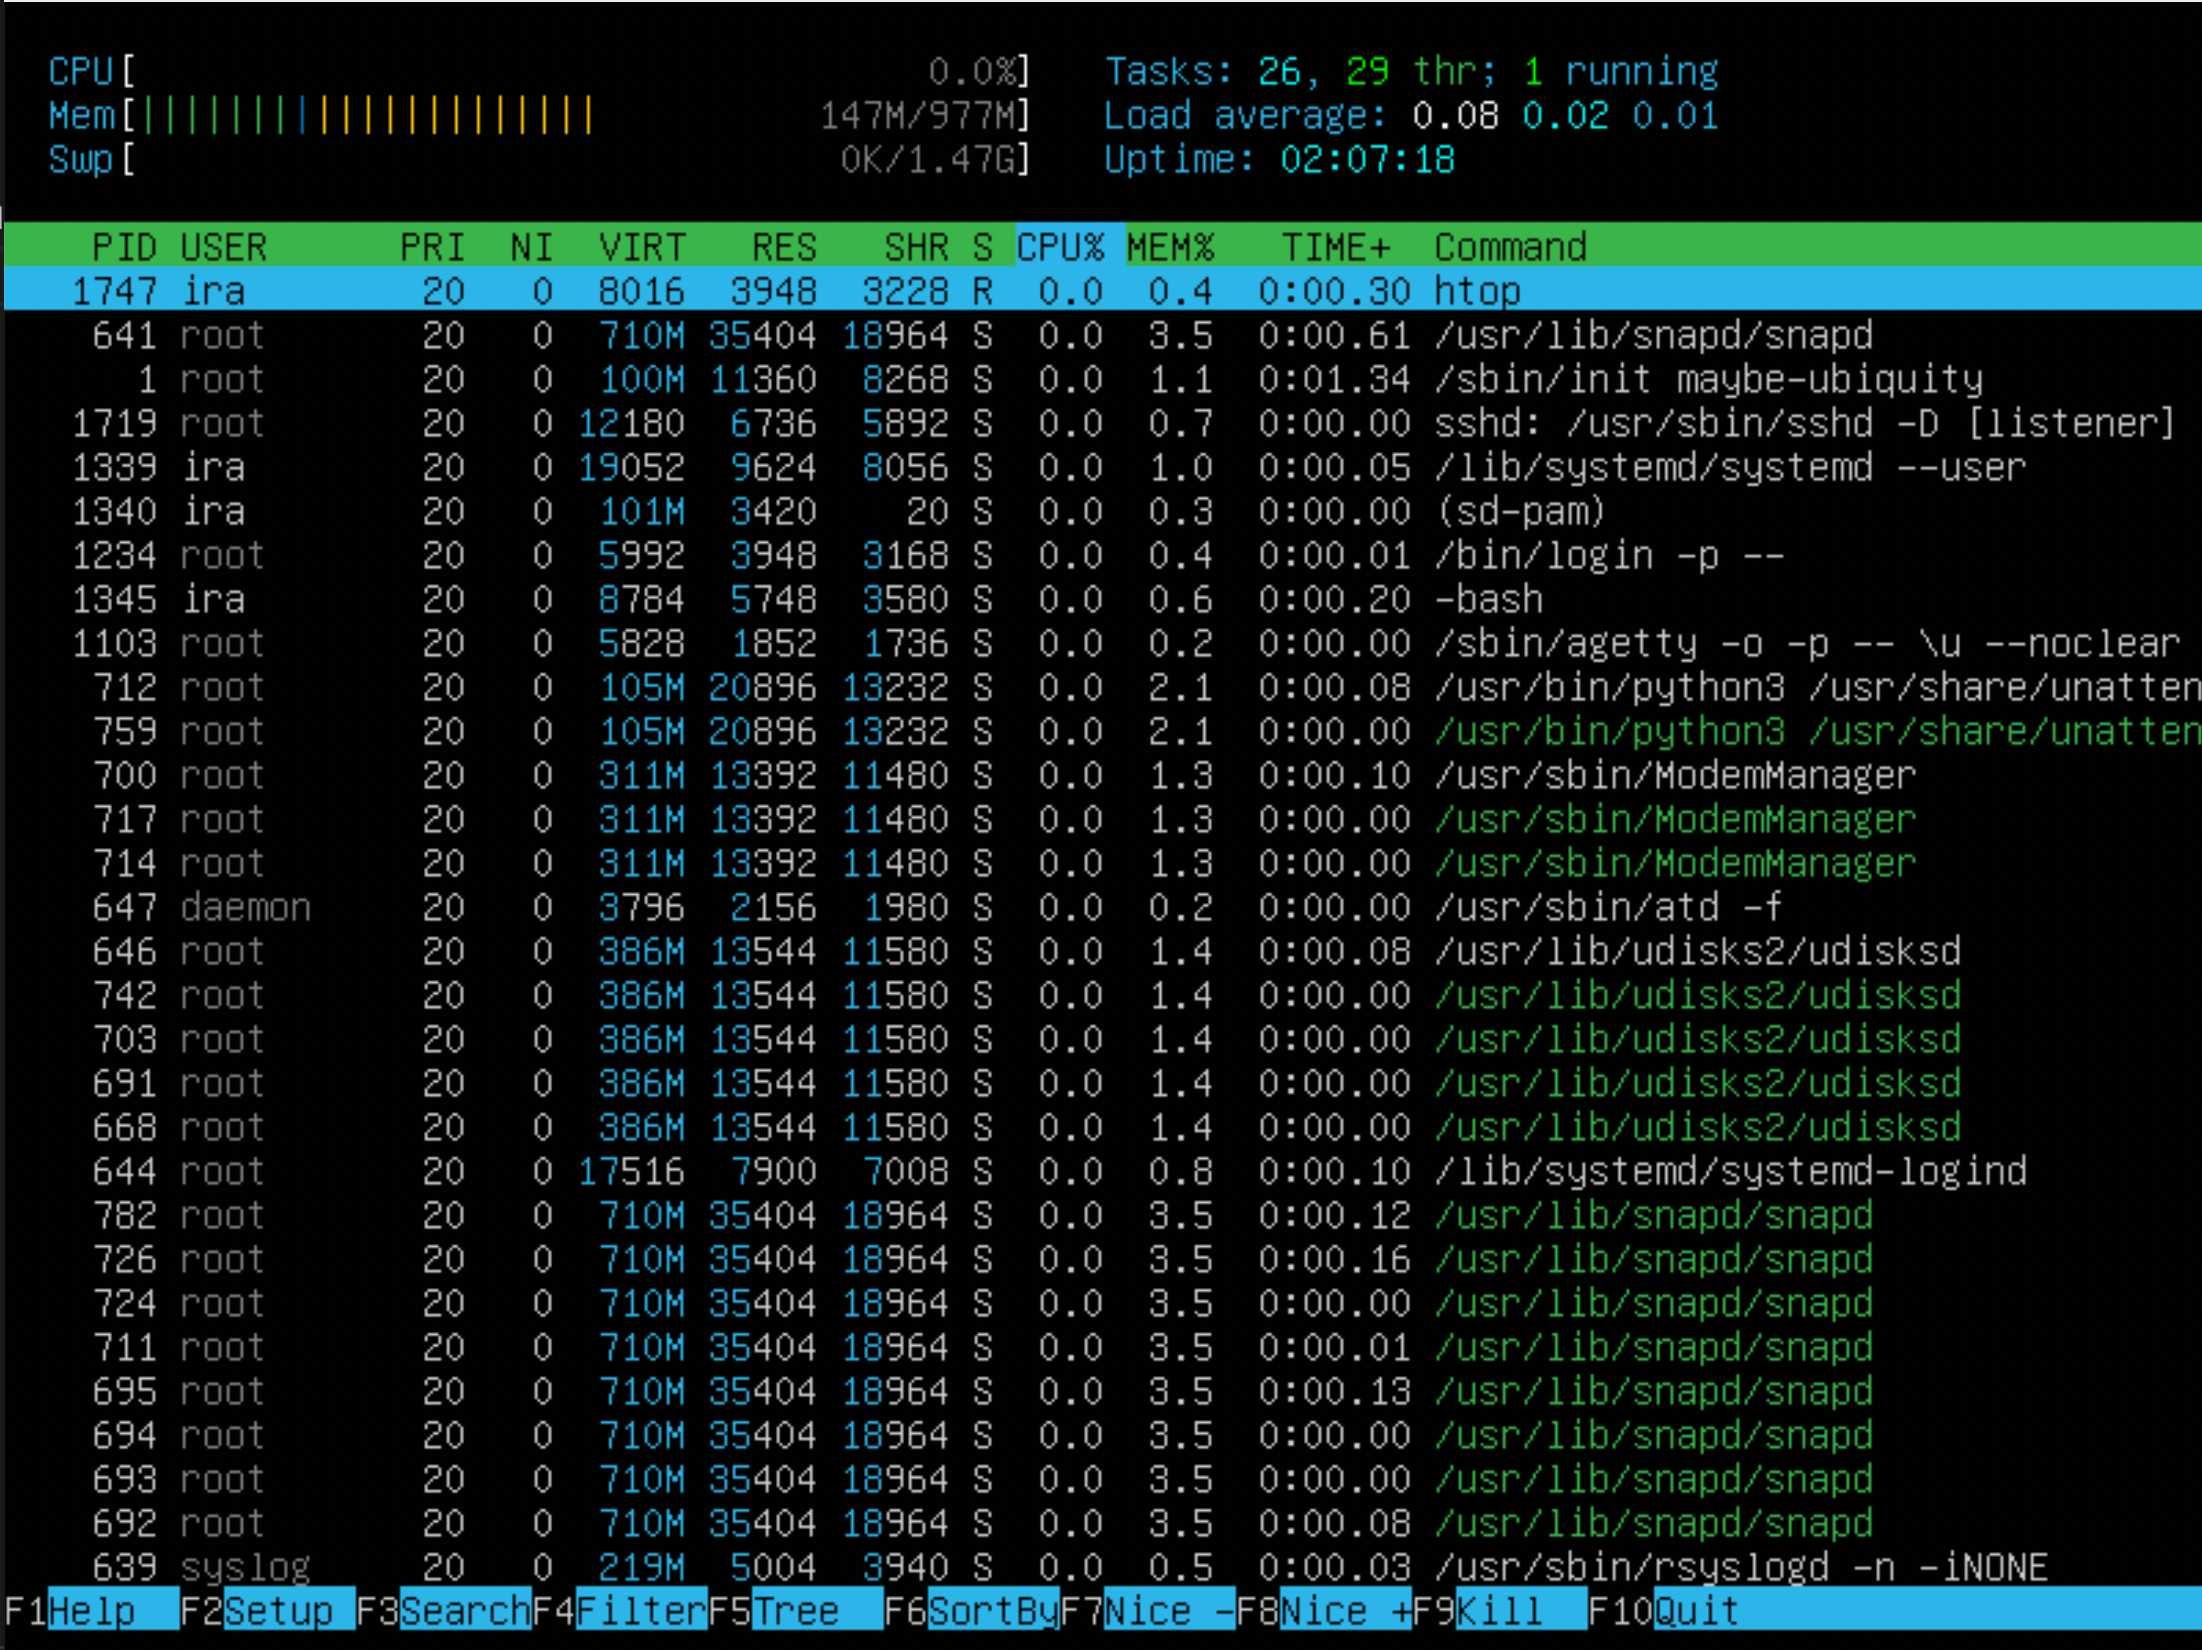 CPU[ 0.0%] Tasks: 26, 29 thr; 1 running
Mem[|||||||||||||||||||||147M/977M] Load average: 0.08 0.02 0.01
Swp[ 0K/1.47G] Uptime: 02:07:18
PID USER PRI NI VIRT RES SHR S CPU% MEM% TIME+ Command
1747 ira 20 0 8016 3948 3228 R 0.0 0.4 0:00.30 htop
641 root 20 0 710M 35404 18964 S 0.0 3.5 0:00.61 /usr/lib/snapd/snapd
1 root 20 0 100M 11360 8268 S 0.0 1.1 0:01.34 /sbin/init maybe-ubiquity
1719 root 20 0 12180 6736 5892 S 0.0 0.7 0:00.00 sshd: /usr/sbin/sshd -D [listener]
1339 ira 20 0 19052 9624 8056 S 0.0 1.0 0:00.05 /lib/systemd/systemd --user
1340 ira 20 0 101M 3420 20 S 0.0 0.3 0:00.00 (sd-pam)
1234 root 20 0 5992 3948 3168 S 0.0 0.4 0:00.01 /bin/login -p --
1345 ira 20 0 8784 5748 3580 S 0.0 0.6 0:00.20 -bash
1103 root 20 0 5828 1852 1736 S 0.0 0.2 0:00.00 /sbin/agetty -o -p -- \u --noclear
712 root 20 0 105M 20896 13232 S 0.0 2.1 0:00.08 /usr/bin/python3 /usr/share/unatten
759 root 20 0 105M 20896 13232 S 0.0 2.1 0:00.00 /usr/bin/python3 /usr/share/unatten
700 root 20 0 311M 13392 11480 S 0.0 1.3 0:00.10 /usr/sbin/ModemManager
717 root 20 0 311M 13392 11480 S 0.0 1.3 0:00.00 /usr/sbin/ModemManager
714 root 20 0 311M 13392 11480 S 0.0 1.3 0:00.00 /usr/sbin/ModemManager
647 daemon 20 0 3796 2156 1980 S 0.0 0.2 0:00.00 /usr/sbin/atd -f
646 root 20 0 386M 13544 11580 S 0.0 1.4 0:00.08 /usr/lib/udisks2/udisksd
742 root 20 0 386M 13544 11580 S 0.0 1.4 0:00.00 /usr/lib/udisks2/udisksd
703 root 20 0 386M 13544 11580 S 0.0 1.4 0:00.00 /usr/lib/udisks2/udisksd
691 root 20 0 386M 13544 11580 S 0.0 1.4 0:00.00 /usr/lib/udisks2/udisksd
668 root 20 0 386M 13544 11580 S 0.0 1.4 0:00.00 /usr/lib/udisks2/udisksd
644 root 20 0 17516 7900 7008 S 0.0 0.8 0:00.10 /lib/systemd/systemd-logind
782 root 20 0 710M 35404 18964 S 0.0 3.5 0:00.12 /usr/lib/snapd/snapd
726 root 20 0 710M 35404 18964 S 0.0 3.5 0:00.16 /usr/lib/snapd/snapd
724 root 20 0 710M 35404 18964 S 0.0 3.5 0:00.00 /usr/lib/snapd/snapd
711 root 20 0 710M 35404 18964 S 0.0 3.5 0:00.01 /usr/lib/snapd/snapd
695 root 20 0 710M 35404 18964 S 0.0 3.5 0:00.13 /usr/lib/snapd/snapd
694 root 20 0 710M 35404 18964 S 0.0 3.5 0:00.00 /usr/lib/snapd/snapd
693 root 20 0 710M 35404 18964 S 0.0 3.5 0:00.00 /usr/lib/snapd/snapd
692 root 20 0 710M 35404 18964 S 0.0 3.5 0:00.08 /usr/lib/snapd/snapd
639 syslog 20 0 219M 5004 3940 S 0.0 0.5 0:00.03 /usr/sbin/rsyslogd -n -iNONE
F1Help F2Setup F3SearchF4FilterF5Tree F6SortByF7Nice -F8Nice +F9Kill F10Quit